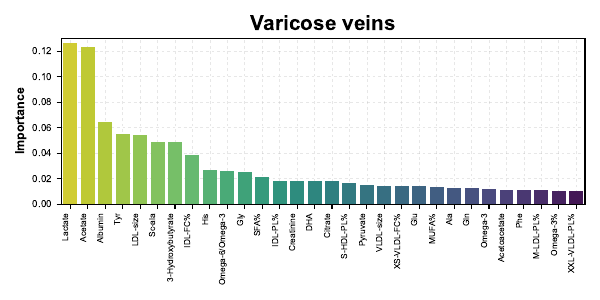 Varicose veins
Importance
0.12
0.10
0.08
0.06
0.04
0.02
0.00
Lactate
Acetate
Albumin
Tyr
LDL-size
3-Hydroxybutyrate
IDL-FC%
His
Omega-6/Omega-3
Gly
SFA%
IDL-PL%
Creatinine
DHA
Citrate
S-HDL-PL%
Pyruvate
VLDL-size
XS-VLDL-FC%
Glu
MUFA%
Ala
Gln
Omega-3
Acetoacetate
Phe
M-LDL-PL%
Omega-3%
XXL-VLDL-PL%